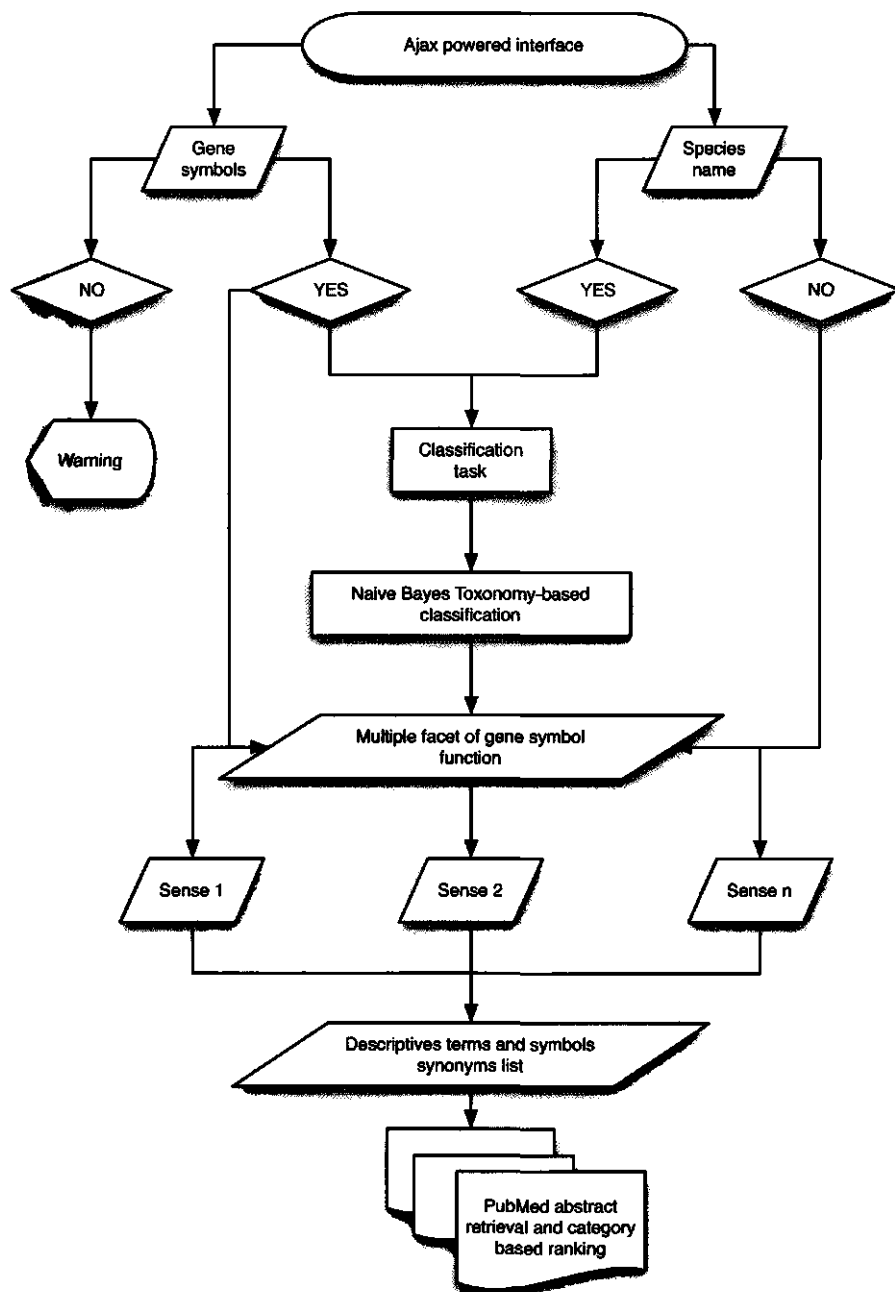 Ajax powered interface
Gene
symbols
Species
name
NO
YES
YES
NO
Warning
Classification
task
Naive Bayes Toxonomy-based
classification
Multiple facet of gene symbol
function
Sense 1
Sense 2
Sense n
Descriptives terms and symbols
synonyms list
PubMed abstract
retrieval and category
based ranking